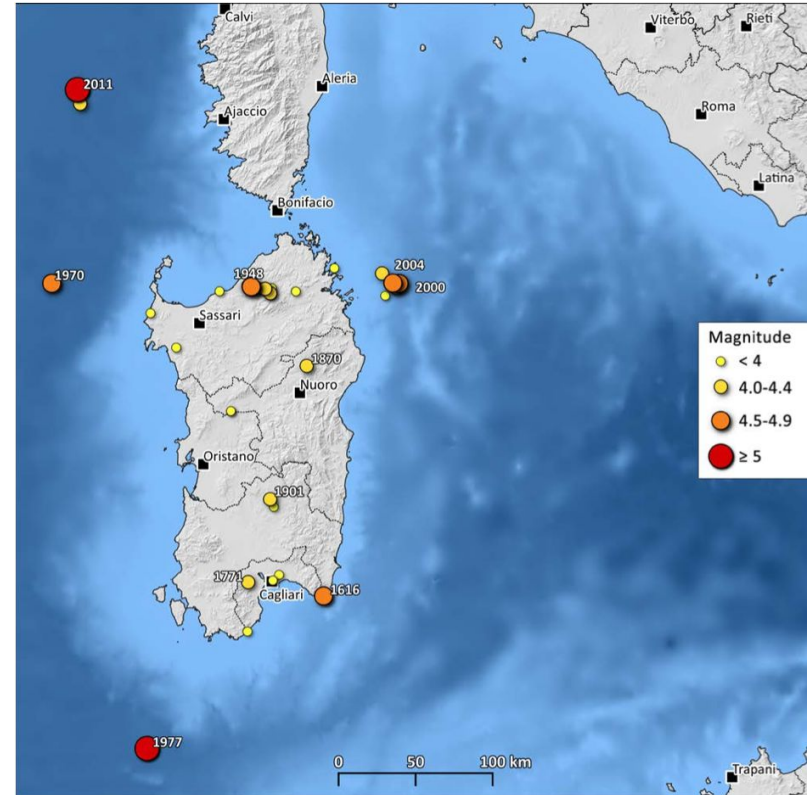 Calvi
Viterbo
Rieti
2011
Aleria
Ajaccio
Roma
Latina
Bonifacio
2004
1970
1948
2000
Sassari
Magnitude
< 4
4.0-4.4
4.5-4.9
≥ 5
1870
Nuoro
Oristano
1901
1771
1616
Cagliari
1977
0 50 100 km
Trapani